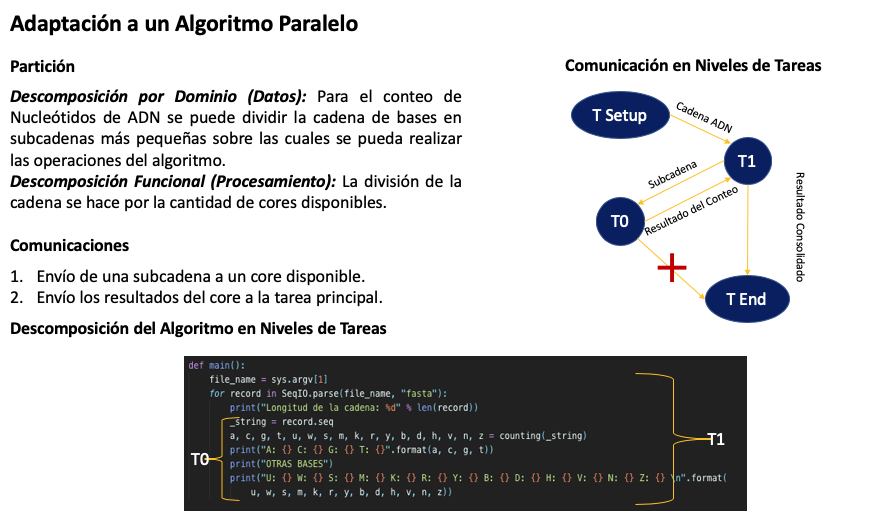 Adaptación a un Algoritmo Paralelo
Partición
Descomposición por Dominio (Datos): Para el conteo de
Nucleótidos de ADN se puede dividir la cadena de bases en
subcadenas más pequeñas sobre las cuales se pueda realizar
las operaciones del algoritmo.
Descomposición Funcional (Procesamiento): La división de la
cadena se hace por la cantidad de cores disponibles.
Comunicaciones
1. Envío de una subcadena a un core disponible.
2. Envío los resultados del core a la tarea principal.
Comunicación en Niveles de Tareas
T Setup
Cadena ADN
T1
Subcadena
T0
Resultado del Conteo
Resultado Consolidado
T End
Descomposición del Algoritmo en Niveles de Tareas
def main():
file_name = sys.argv[1]
for record in SeqIO.parse(file_name, "fasta"):
print("Longitud de la cadena: %d" % len(record))
_string = record.seq
a, c, g, t, u, w, s, m, k, r, y, b, d, h, v, n, z = counting(_string)
print("A: {} C: {} G: {} T: {}".format(a, c, g, t))
print("OTRAS BASES")
print("U: {} W: {} S: {} M: {} K: {} R: {} Y: {} B: {} D: {} H: {} V: {} N: {} Z: {} \n".format(
u, w, s, m, k, r, y, b, d, h, v, n, z))
T0
T1